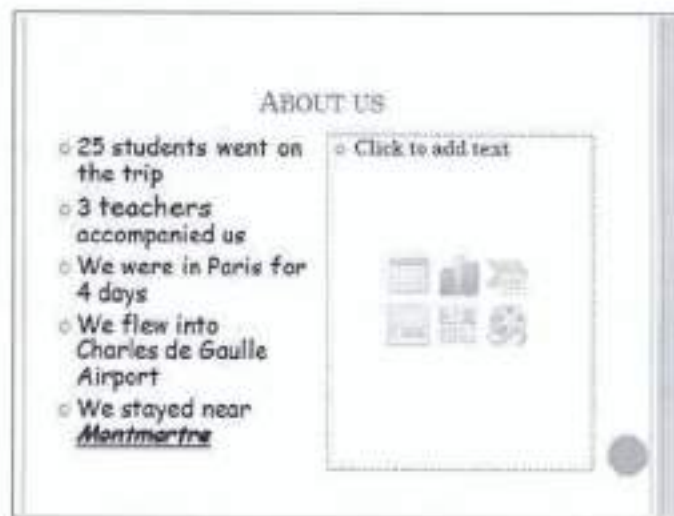 ABOUT US
25 students went on
the trip
3 teachers
accompanied us
We were in Paris for
4 days
We flew into
Charles de Gaulle
Airport
We stayed near
Montmartre
Click to add text